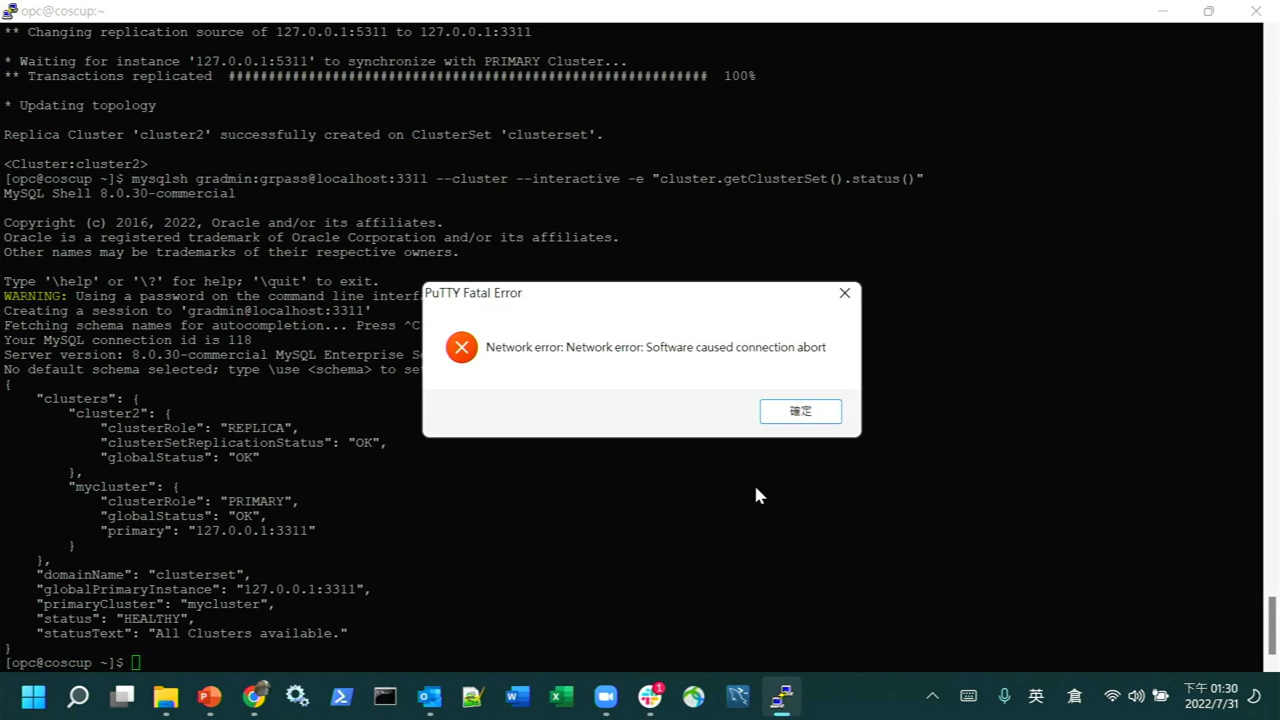 opc@coscup:~
** Changing replication source of 127.0.0.1:5311 to 127.0.0.1:3311
* Waiting for instance '127.0.0.1:5311' to synchronize with PRIMARY Cluster...
** Transactions replicated  ############################################################  100%
* Updating topology
Replica Cluster 'cluster2' successfully created on ClusterSet 'clusterset'.
<Cluster:cluster2>
[opc@coscup ~]$ mysqlsh gradmin:grpass@localhost:3311 --cluster --interactive -e "cluster.getClusterSet().status()"
MySQL Shell 8.0.30-commercial
Copyright (c) 2016, 2022, Oracle and/or its affiliates.
Oracle is a registered trademark of Oracle Corporation and/or its affiliates.
Other names may be trademarks of their respective owners.
Type '\help' or '\?' for help; '\quit' to exit.
WARNING: Using a password on the command line interf
Creating a session to 'gradmin@localhost:3311'
Fetching schema names for autocompletion... Press ^C
Your MySQL connection id is 118
Server version: 8.0.30-commercial MySQL Enterprise Se
No default schema selected; type \use <schema> to se
{
    "clusters": {
        "cluster2": {
            "clusterRole": "REPLICA",
            "clusterSetReplicationStatus": "OK",
            "globalStatus": "OK"
        },
        "mycluster": {
            "clusterRole": "PRIMARY",
            "globalStatus": "OK",
            "primary": "127.0.0.1:3311"
        }
    },
    "domainName": "clusterset",
    "globalPrimaryInstance": "127.0.0.1:3311",
    "primaryCluster": "mycluster",
    "status": "HEALTHY",
    "statusText": "All Clusters available."
}
[opc@coscup ~]$
PuTTY Fatal Error
Network error: Network error: Software caused connection abort
確定
1
英
倉
下午 01:30
2022/7/31